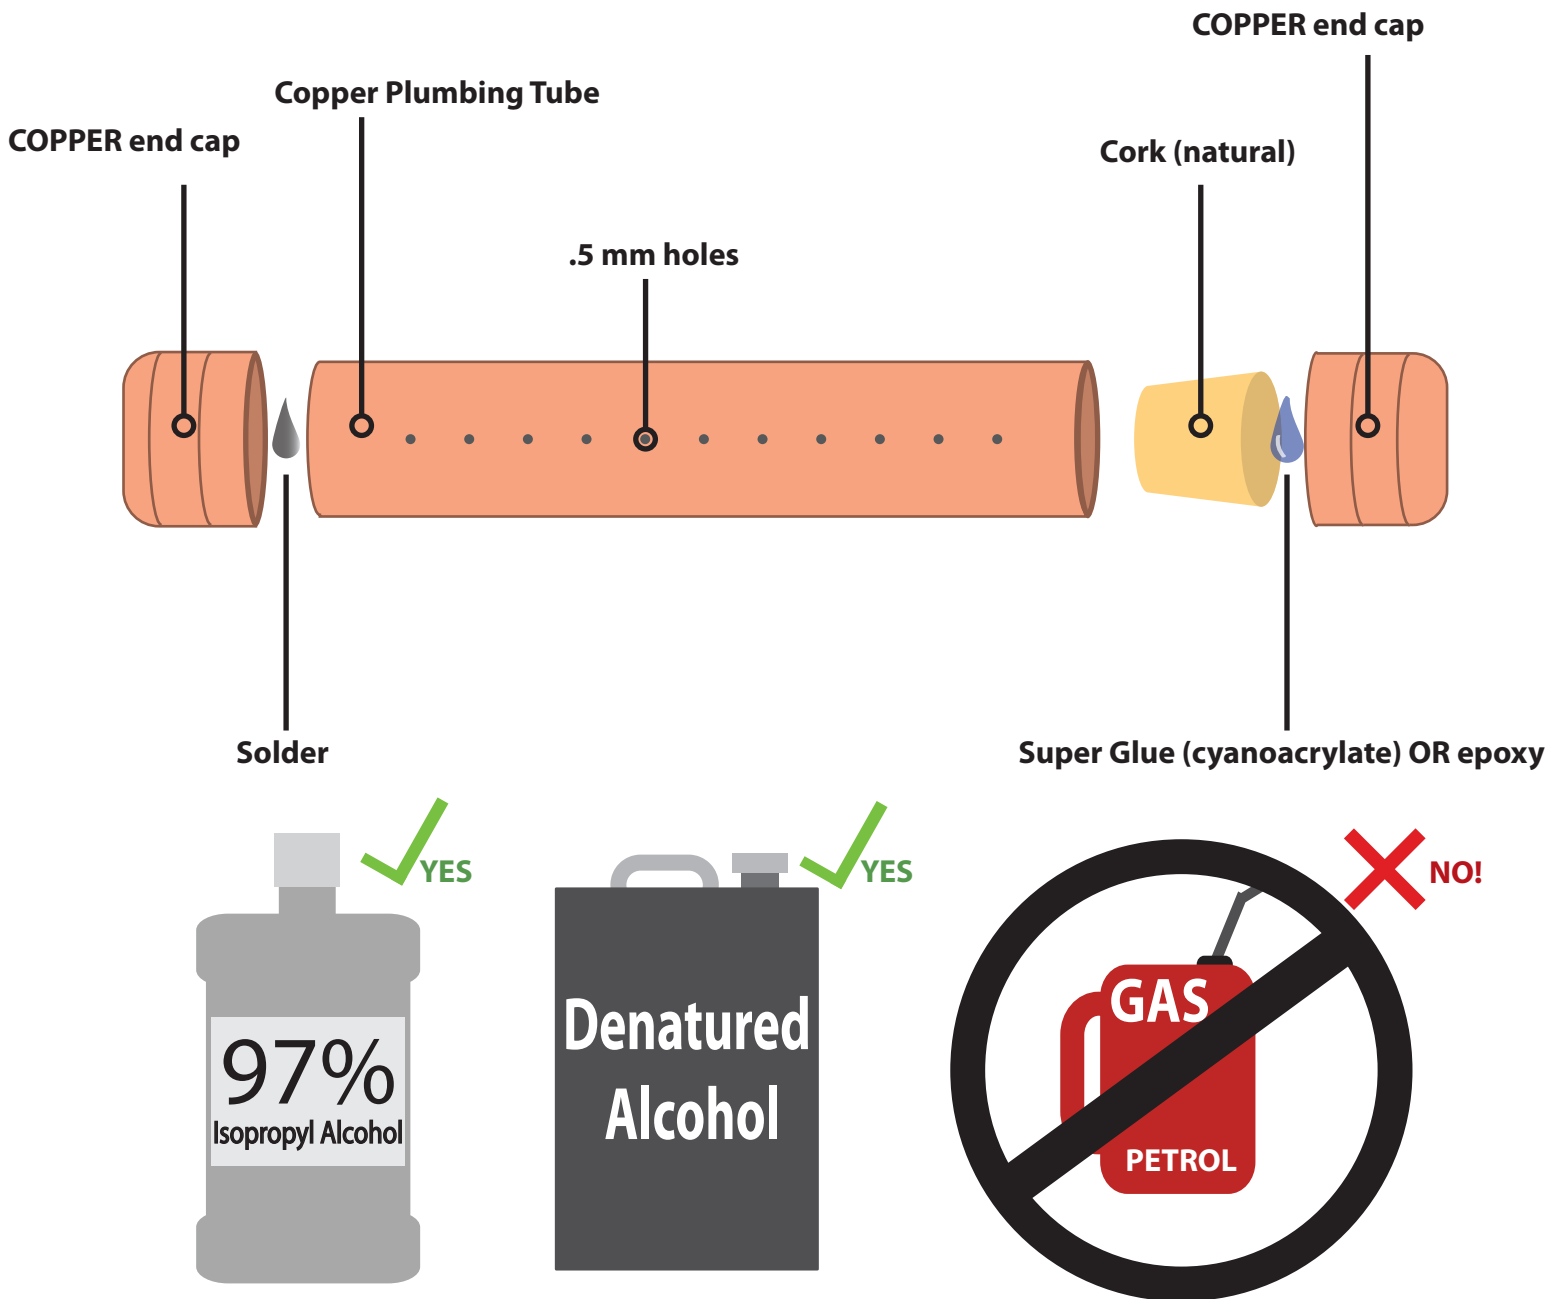 COPPER end cap
Copper Plumbing Tube
COPPER end cap
Cork (natural)
.5 mm holes
Solder
Super Glue (cyanoacrylate) OR epoxy
YES
97%
Isopropyl Alcohol
YES
Denatured
Alcohol
NO!
GAS
PETROL